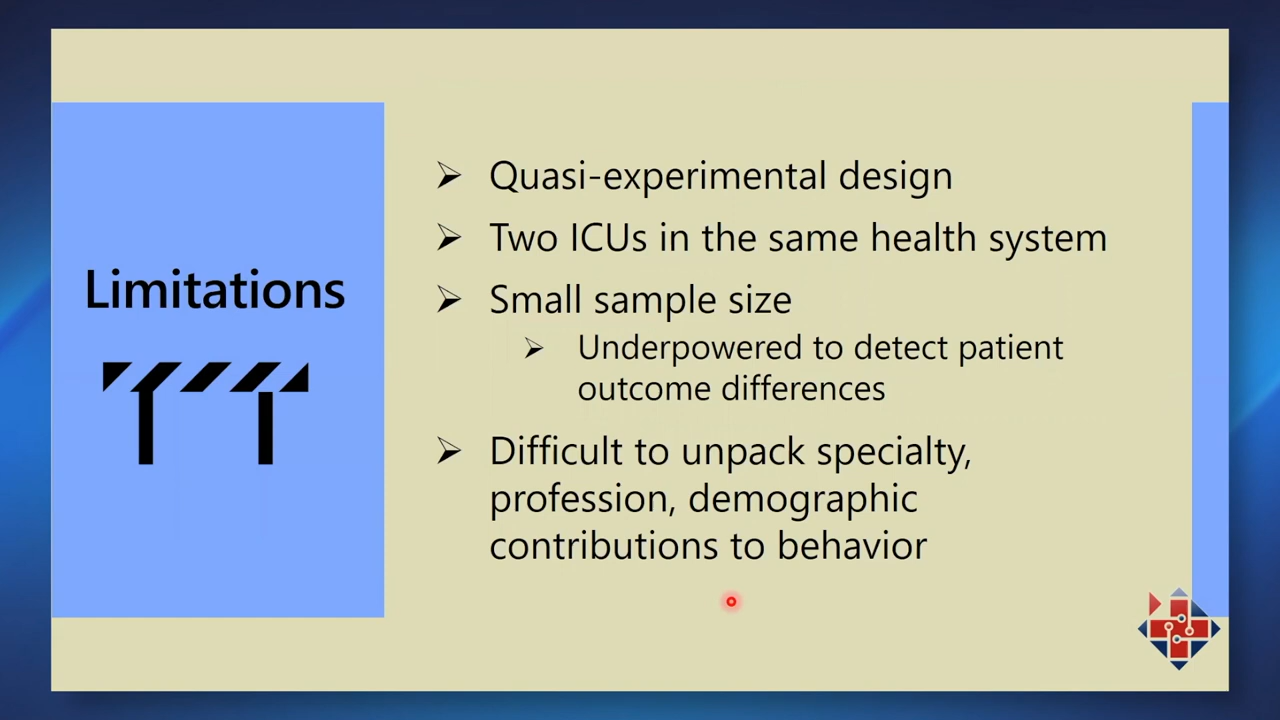 Limitations
➢ Quasi-experimental design
➢ Two ICUs in the same health system
➢ Small sample size
➢ Underpowered to detect patient
outcome differences
➢ Difficult to unpack specialty,
profession, demographic
contributions to behavior